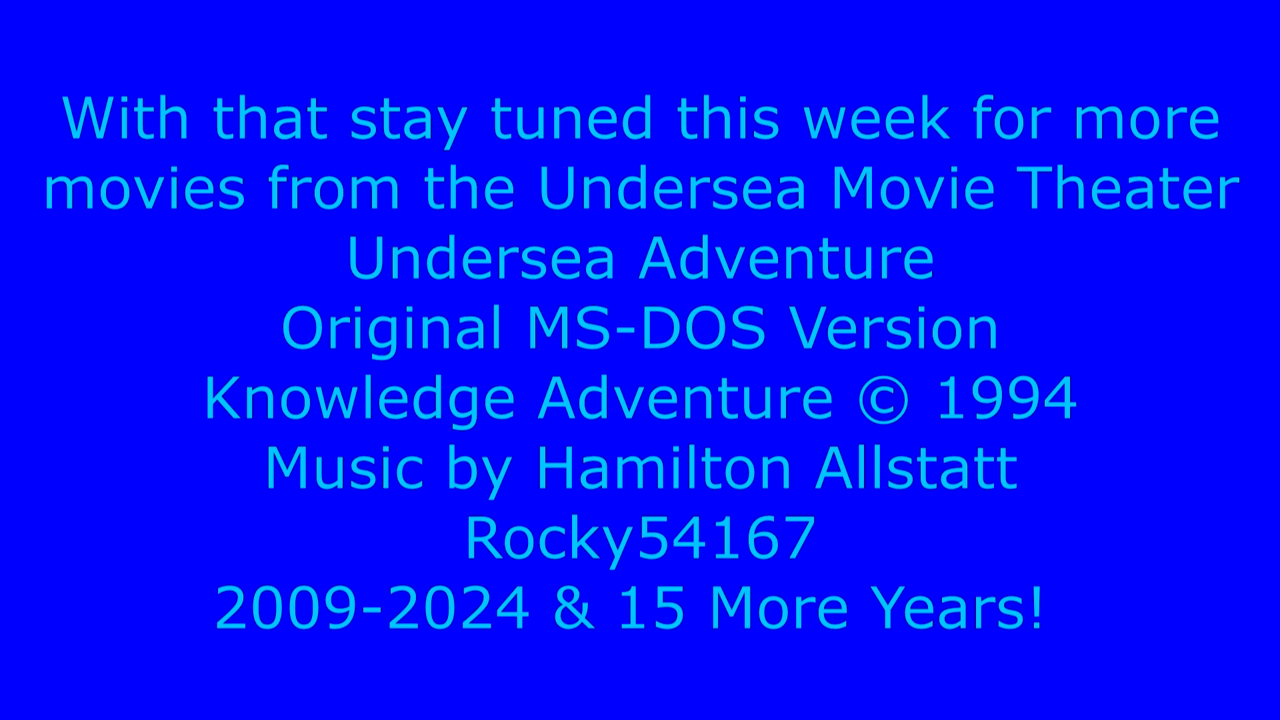 With that stay tuned this week for more
movies from the Undersea Movie Theater
Undersea Adventure
Original MS-DOS Version
Knowledge Adventure © 1994
Music by Hamilton Allstatt
Rocky54167
2009-2024 & 15 More Years!